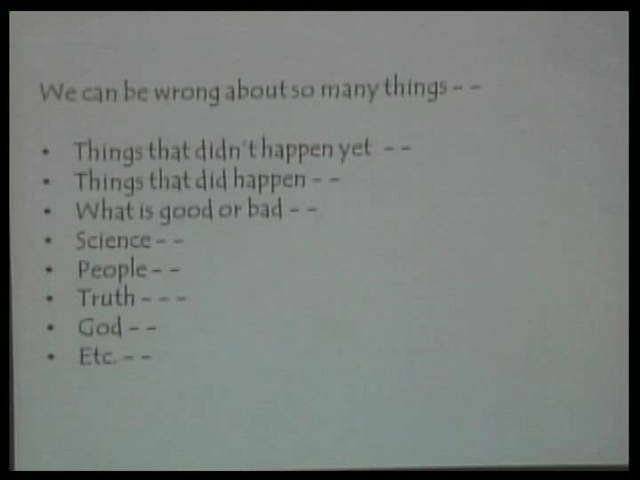 We can be wrong about so many things - -
• Things that didn't happen yet - -
• Things that did happen - -
• What is good or bad - -
• Science - -
• People - -
• Truth - - -
• God - -
• Etc. - -